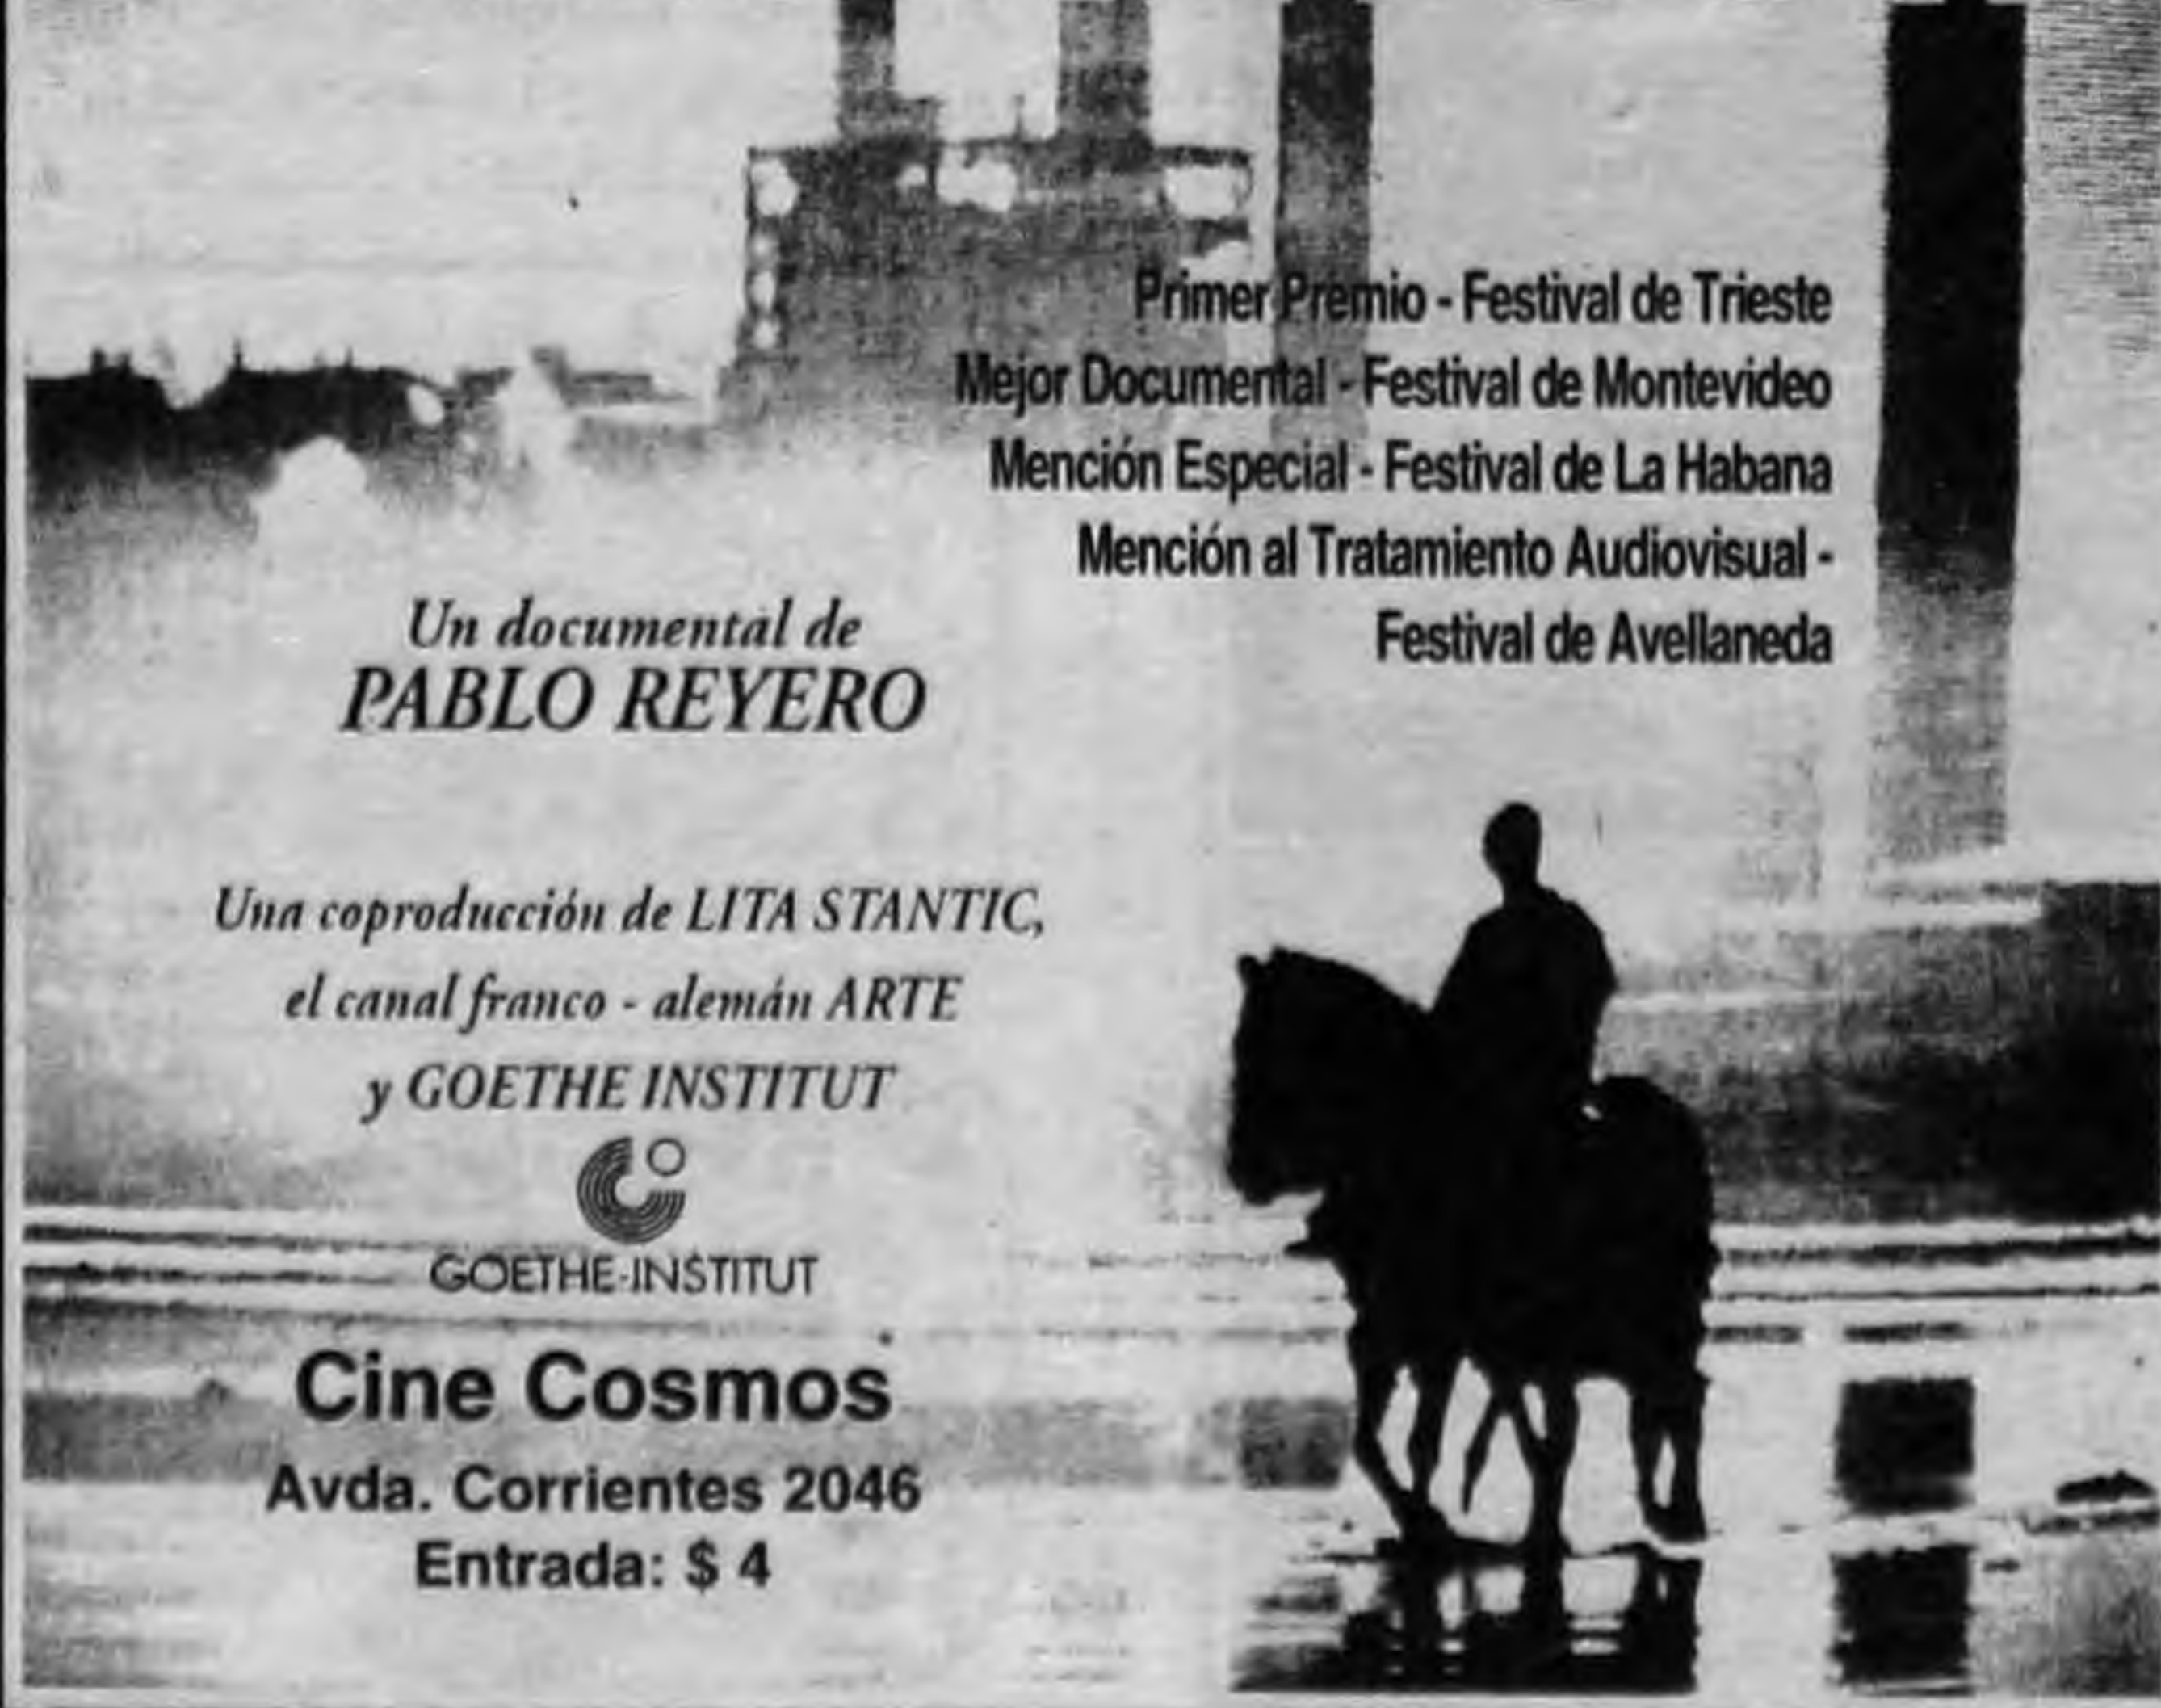 Primer Premio - Festival de Trieste
Mejor Documental - Festival de Montevideo
Mención Especial - Festival de La Habana
Mención al Tratamiento Audiovisual -
Festival de Avellaneda
Un documental de
PABLO REYERO
Una coproducción de LITA STANTIC,
el canal franco - alemán ARTE
y GOETHE INSTITUT
GOETHE-INSTITUT
Cine Cosmos
Avda. Corrientes 2046
Entrada: $ 4